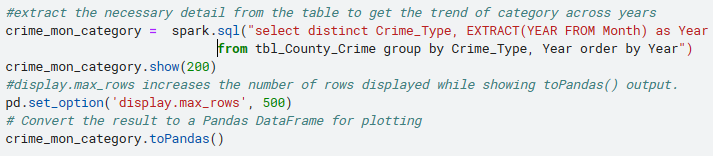 #extract the necessary detail from the table to get the trend of category across years
crime_mon_category =  spark.sql("select distinct Crime_Type, EXTRACT(YEAR FROM Month) as Year
from tbl_County_Crime group by Crime_Type, Year order by Year")
crime_mon_category.show(200)
#display.max_rows increases the number of rows displayed while showing toPandas() output.
pd.set_option('display.max_rows', 500)
# Convert the result to a Pandas DataFrame for plotting
crime_mon_category.toPandas()